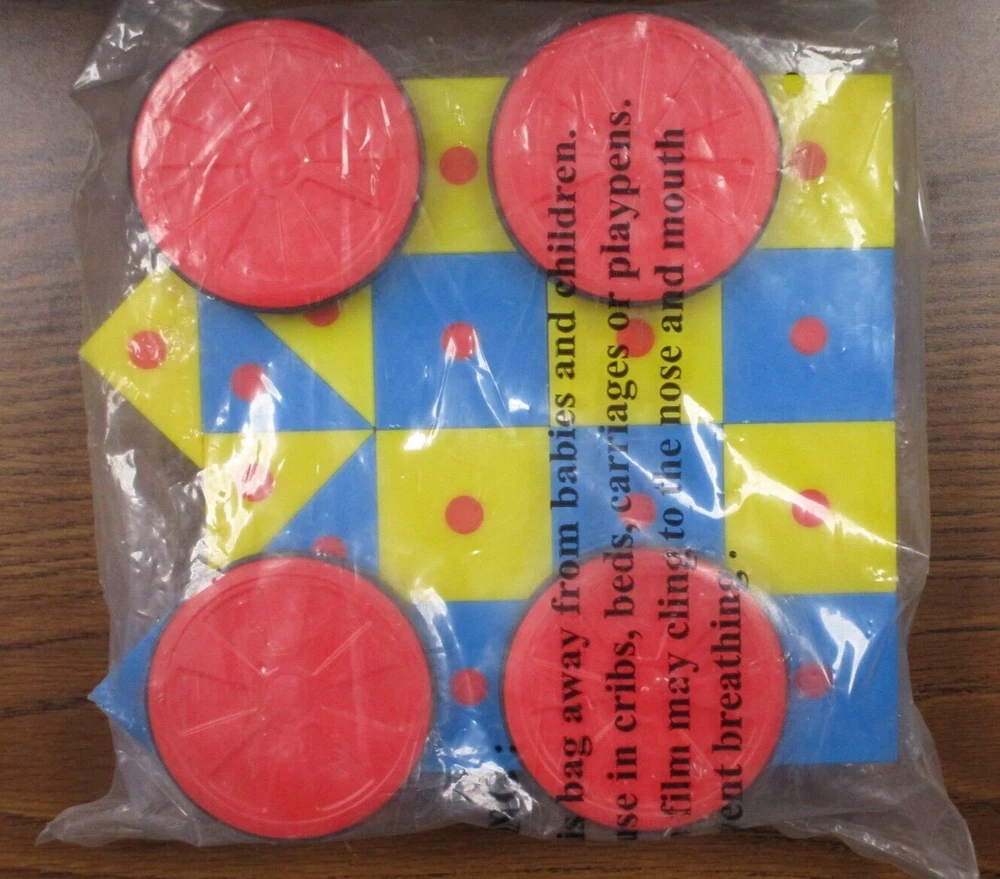 is bag away from babies and children.
use in cribs, beds, carriages or playpens.
film may cling to the nose and mouth
ent breathing."